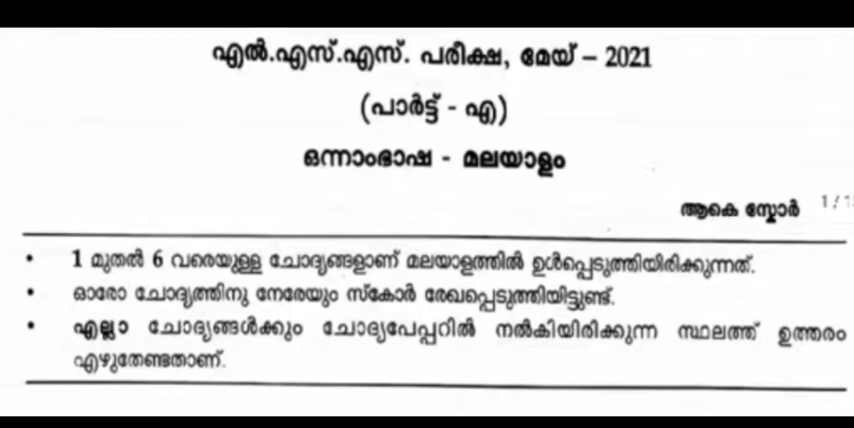 എൽ.എസ്.എസ്. പരീക്ഷ, മേയ് – 2021
(പാർട്ട് - എ)
ഒന്നാംഭാഷ - മലയാളം
ആകെ സ്കോർ
• 1 മുതൽ 6 വരെയുള്ള ചോദ്യങ്ങളാണ് മലയാളത്തിൽ ഉൾപ്പെടുത്തിയിരിക്കുന്നത്.
• ഓരോ ചോദ്യത്തിനു നേരേയും സ്കോർ രേഖപ്പെടുത്തിയിട്ടുണ്ട്.
• എല്ലാ ചോദ്യങ്ങൾക്കും ചോദ്യപേപ്പറിൽ നൽകിയിരിക്കുന്ന സ്ഥലത്ത് ഉത്തരം
എഴുതേണ്ടതാണ്.